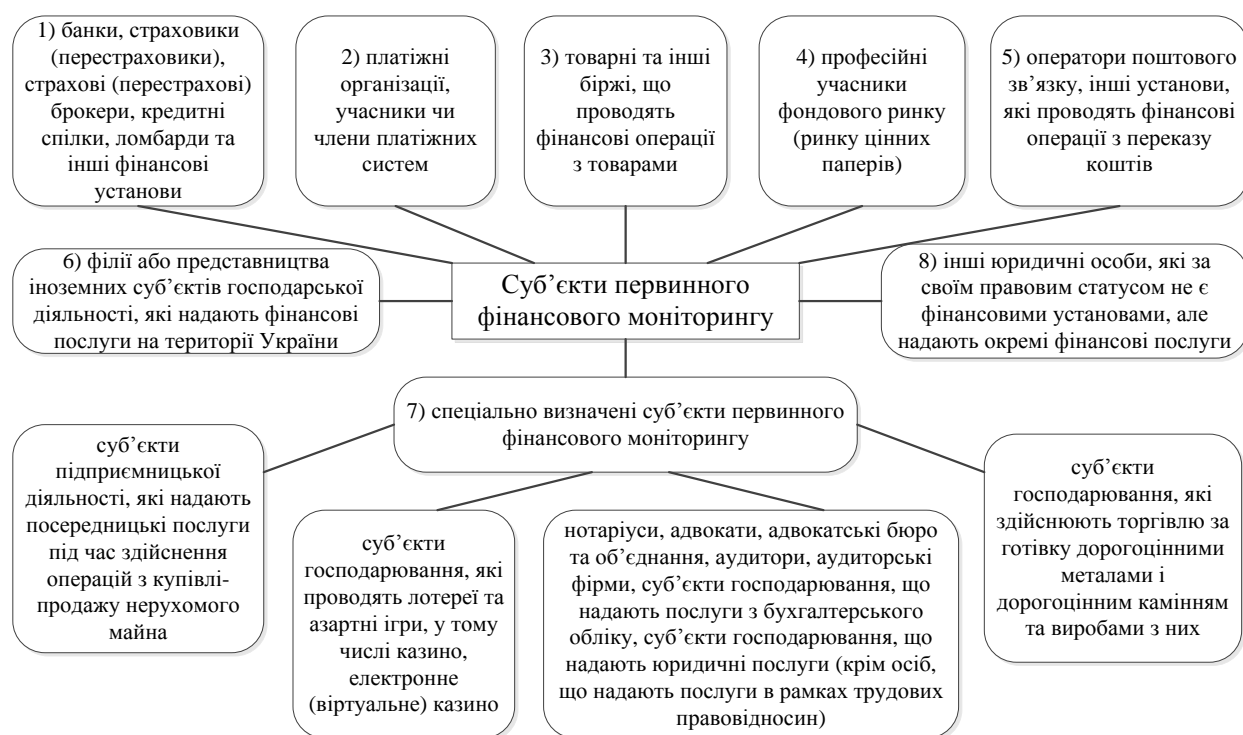 1) банки, страховики
(перестраховики),
страхові (перестрахові)
брокери, кредитні
спілки, ломбарди та
інші фінансові
установи
2) платіжні
організації,
учасники чи
члени платіжних
систем
3) товарні та інші
біржі, що
проводять
фінансові операції
з товарами
4) професійні
учасники
фондового ринку
(ринку цінних
паперів)
5) оператори поштового
зв’язку, інші установи,
які проводять фінансові
операції з переказу
коштів
6) філії або представництва
іноземних суб’єктів господарської
діяльності, які надають фінансові
послуги на території України
Суб’єкти первинного
фінансового моніторингу
8) інші юридичні особи, які за
своїм правовим статусом не є
фінансовими установами, але
надають окремі фінансові послуги
7) спеціально визначені суб’єкти первинного
фінансового моніторингу
суб’єкти
підприємницької
діяльності, які надають
посередницькі послуги
під час здійснення
операцій з купівлі-
продажу нерухомого
майна
суб’єкти
господарювання, які
проводять лотереї та
азартні ігри, у тому
числі казино,
електронне
(віртуальне) казино
нотаріуси, адвокати, адвокатські бюро
та об’єднання, аудитори, аудиторські
фірми, суб’єкти господарювання, що
надають послуги з бухгалтерського
обліку, суб’єкти господарювання, що
надають юридичні послуги (крім осіб,
що надають послуги в рамках трудових
правовідносин)
суб’єкти
господарювання, які
здійснюють торгівлю за
готівку дорогоцінними
металами і
дорогоцінним камінням
та виробами з них